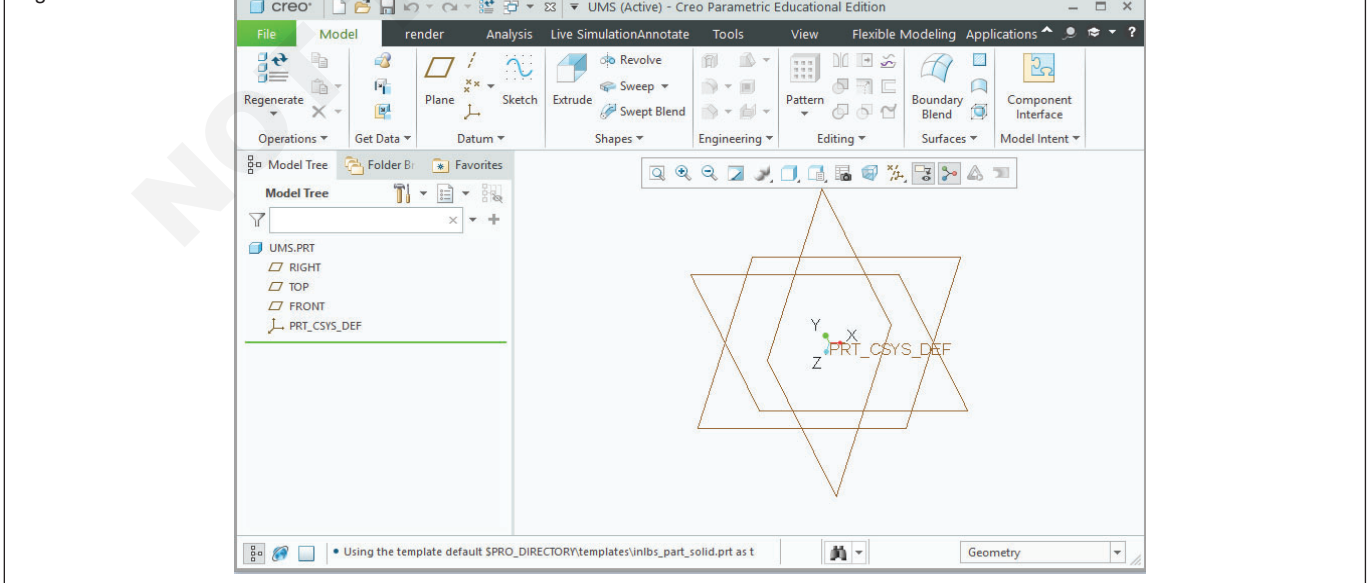 creo° UMS (Active) - Creo Parametric Educational Edition
File Model render Analysis Live SimulationAnnotate Tools View Flexible Modeling Applications
Revolve
Sweep
Regenerate Plane Sketch Extrude Swept Blend Pattern Boundary Blend Component Interface
Operations Get Data Datum Shapes Engineering Editing Surfaces Model Intent
Model Tree Folder Br Favorites
Model Tree
UMS.PRT
RIGHT
TOP
FRONT
PRT_CSYS_DEF
Y
X
PRT_CSYS_DEF
Z
• Using the template default $PRO_DIRECTORY\templates\inlbs_part_solid.prt as t Geometry